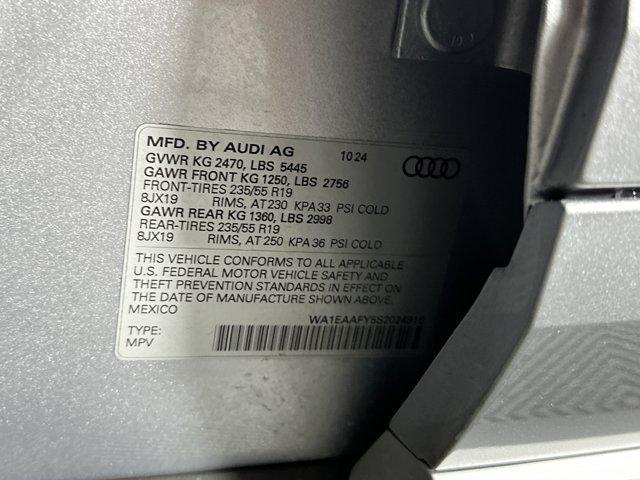 MFD. BY AUDI AG 10 24
GVWR KG 2470, LBS 5445
GAWR FRONT KG 1250, LBS 2756
FRONT-TIRES 235/55 R19
8JX19 RIMS, AT 230 KPA 33 PSI COLD
GAWR REAR KG 1360, LBS 2998
REAR-TIRES 235/55 R19
8JX19 RIMS, AT 250 KPA 36 PSI COLD
THIS VEHICLE CONFORMS TO ALL APPLICABLE
U.S. FEDERAL MOTOR VEHICLE SAFETY AND
THEFT PREVENTION STANDARDS IN EFFECT ON
THE DATE OF MANUFACTURE SHOWN ABOVE.
MEXICO
WA1EAAFY5S2024916
TYPE:
MPV